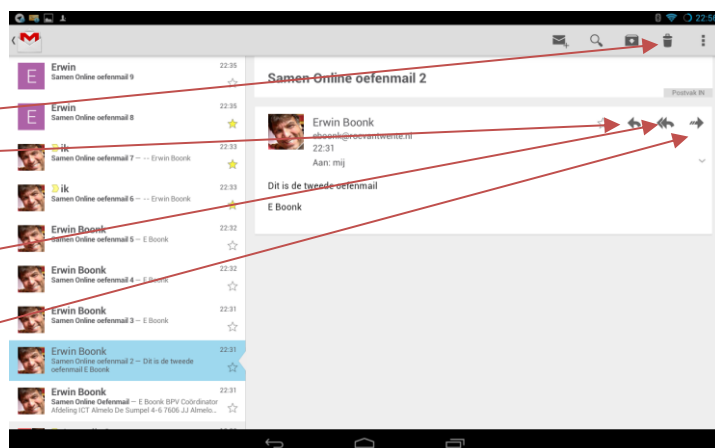 22:56
Erwin
22:35
Samen Online oefenmail 9
Erwin
22:35
Samen Online oefenmail 8
ik
22:33
Samen Online oefenmail 7 – -- Erwin Boonk
ik
22:33
Samen Online oefenmail 6 – -- Erwin Boonk
Erwin Boonk
22:32
Samen Online oefenmail 5 – E Boonk
Erwin Boonk
22:32
Samen Online oefenmail 4 – E Boonk
Erwin Boonk
22:31
Samen Online oefenmail 3 – E Boonk
Erwin Boonk
22:31
Samen Online oefenmail 2 – Dit is de tweede
oefenmail E Boonk
Erwin Boonk
22:31
Samen Online Oefenmail – E Boonk BPV Coördinator
Afdeling ICT Almelo De Sumpel 4-6 7606 JJ Almelo..
Samen Online oefenmail 2
Postvak IN
Erwin Boonk
eboonk@rocvantwente.nl
22:31
Aan: mij
Dit is de tweede oefenmail
E Boonk